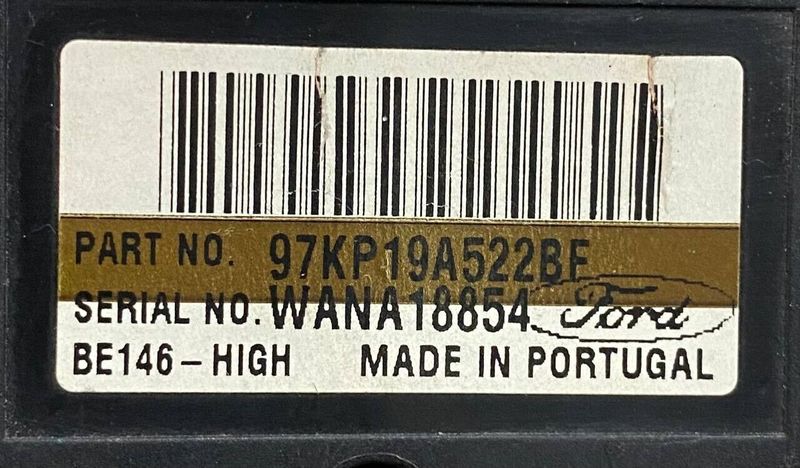 PART NO. 97KP19A522BF
SERIAL NO. WANA18854 Ford
BE146-HIGH MADE IN PORTUGAL